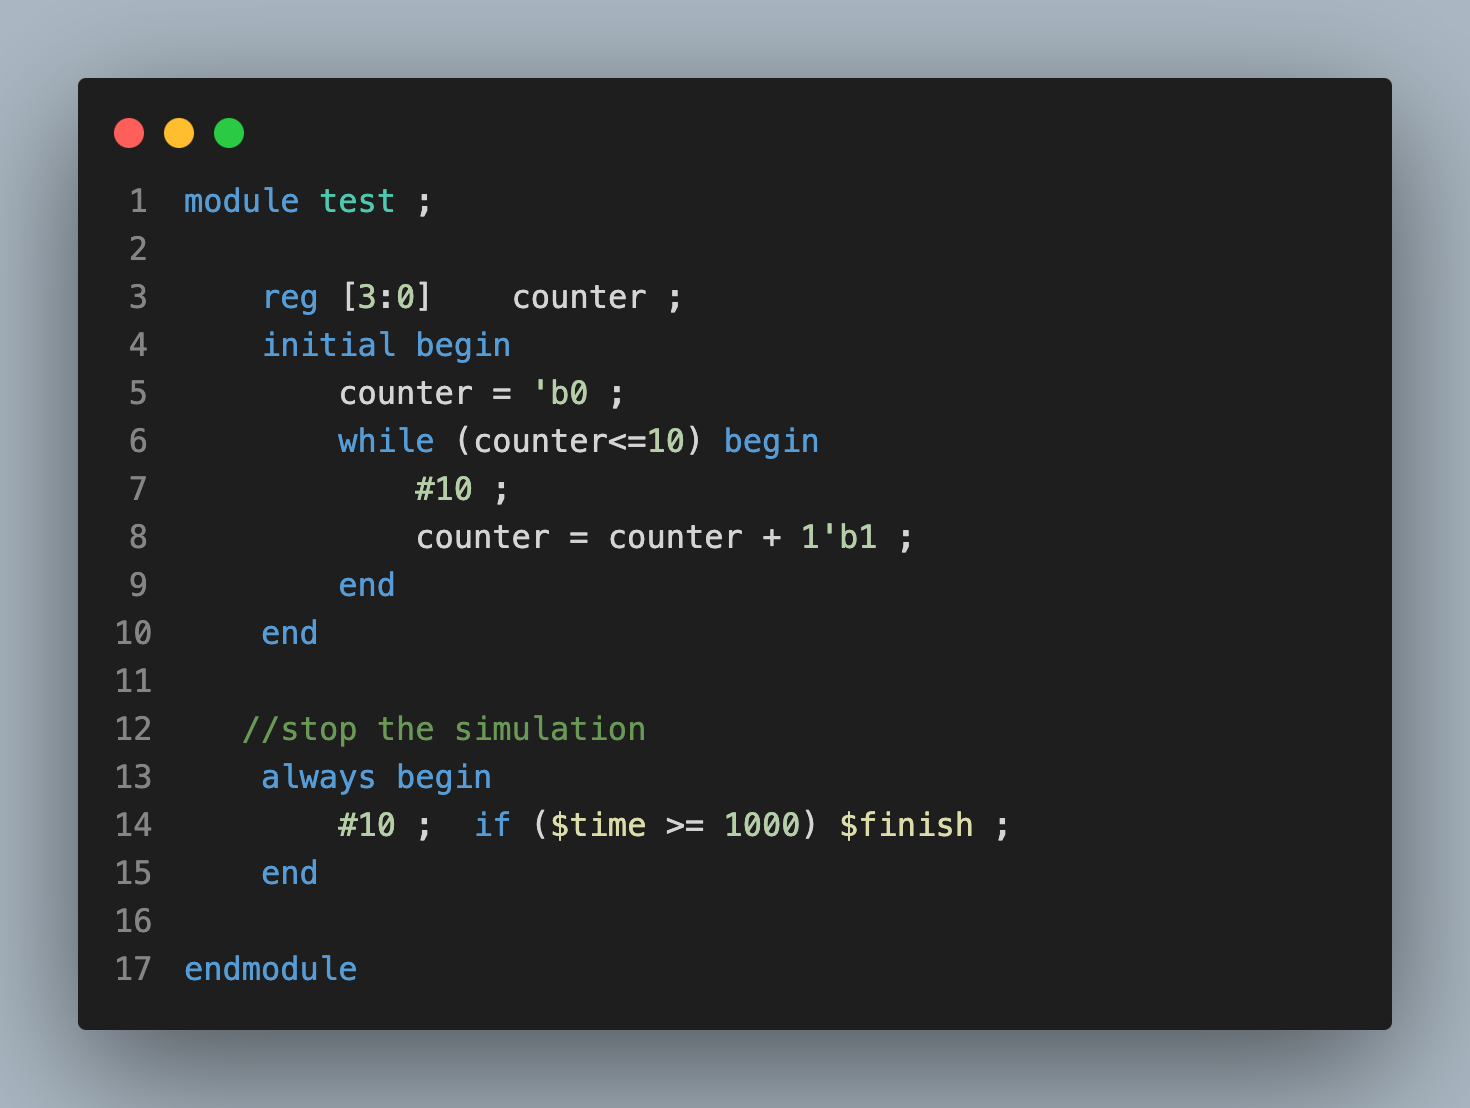 1 module test ;
2
3     reg [3:0]    counter ;
4     initial begin
5         counter = 'b0 ;
6         while (counter<=10) begin
7             #10 ;
8             counter = counter + 1'b1 ;
9         end
10     end
11
12    //stop the simulation
13     always begin
14         #10 ;  if ($time >= 1000) $finish ;
15     end
16
17 endmodule